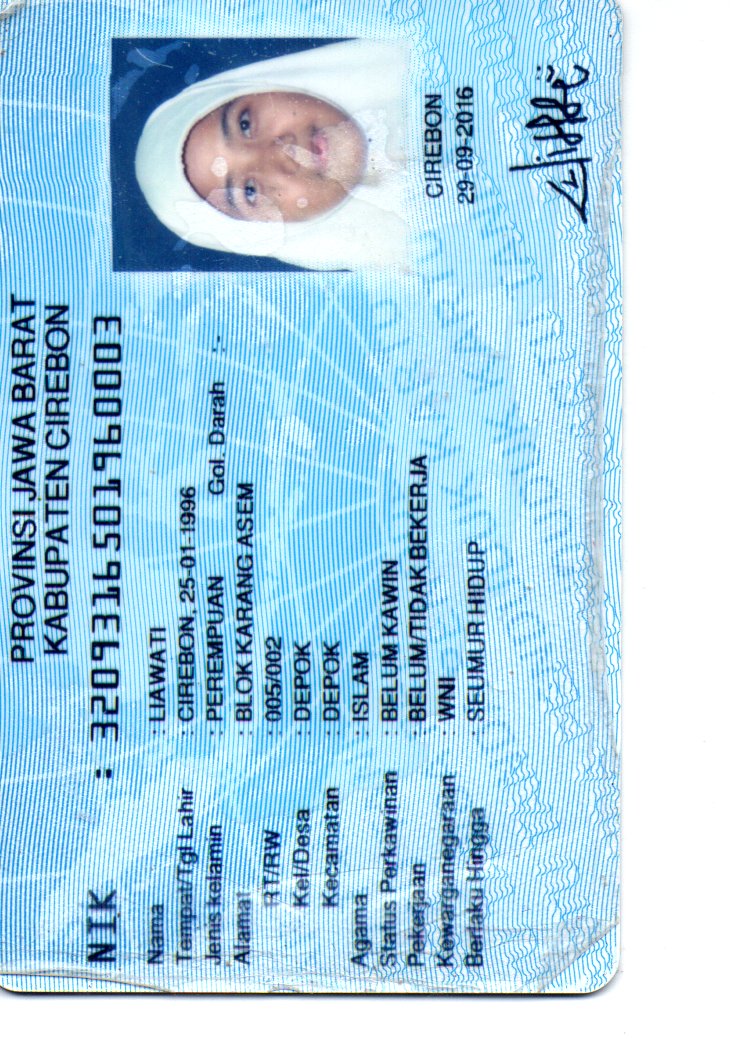 PROVINSI JAWA BARAT
KABUPATEN CIREBON
NIK : 3209316501960003
Nama : LIAWATI
Tempat/Tgl Lahir : CIREBON, 25-01-1996
Jenis kelamin : PEREMPUAN Gol. Darah :-
Alamat : BLOK KARANG ASEM
RT/RW : 005/002
Kel/Desa : DEPOK
Kecamatan : DEPOK
Agama : ISLAM
Status Perkawinan : BELUM KAWIN
Pekerjaan : BELUM/TIDAK BEKERJA
Kewarganegaraan : WNI
Berlaku Hingga : SEUMUR HIDUP
CIREBON
29-09-2016